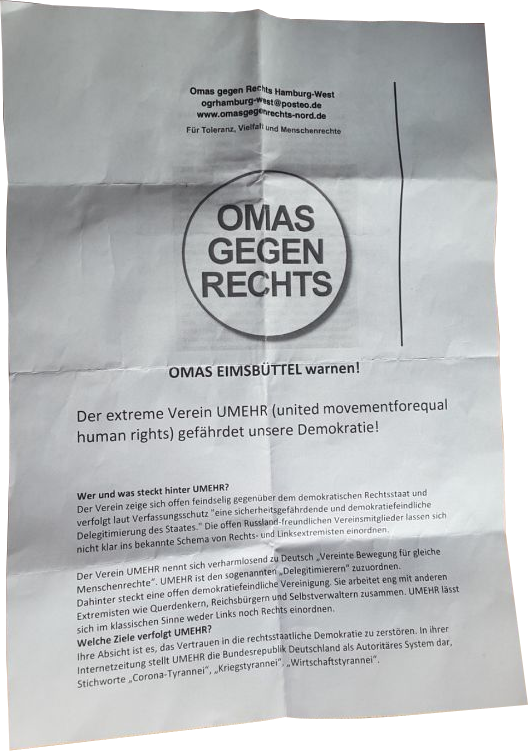 Omas gegen Rechts Hamburg-West
ogrhamburg-west@posteo.de
www.omasgegenrechts-nord.de
Für Toleranz, Vielfalt und Menschenrechte
OMAS
GEGEN
RECHTS
OMAS EIMSBÜTTEL warnen!
Der extreme Verein UMEHR (united movementforequal
human rights) gefährdet unsere Demokratie!
Wer und was steckt hinter UMEHR?
Der Verein zeige sich offen feindselig gegenüber dem demokratischen Rechtsstaat und
verfolgt laut Verfassungsschutz "eine sicherheitsgefährdende und demokratiefeindliche
Delegitimierung des Staates." Die offen Russland-freundlichen Vereinsmitglieder lassen sich
nicht klar ins bekannte Schema von Rechts- und Linksextremisten einordnen.
Der Verein UMEHR nennt sich verharmlosend zu Deutsch „Vereinte Bewegung für gleiche
Menschenrechte“. UMEHR ist den sogenannten „Delegitimierern“ zuzuordnen.
Dahinter steckt eine offen demokratiefeindliche Vereinigung. Sie arbeitet eng mit anderen
Extremisten wie Querdenkern, Reichsbürgern und Selbstverwaltern zusammen. UMEHR lässt
sich im klassischen Sinne weder Links noch Rechts einordnen.
Welche Ziele verfolgt UMEHR?
Ihre Absicht ist es, das Vertrauen in die rechtsstaatliche Demokratie zu zerstören. In ihrer
Internetzeitung stellt UMEHR die Bundesrepublik Deutschland als Autoritäres System dar,
Stichworte „Corona-Tyrannei“, „Kriegstyrannei“, „Wirtschaftstyrannei“.